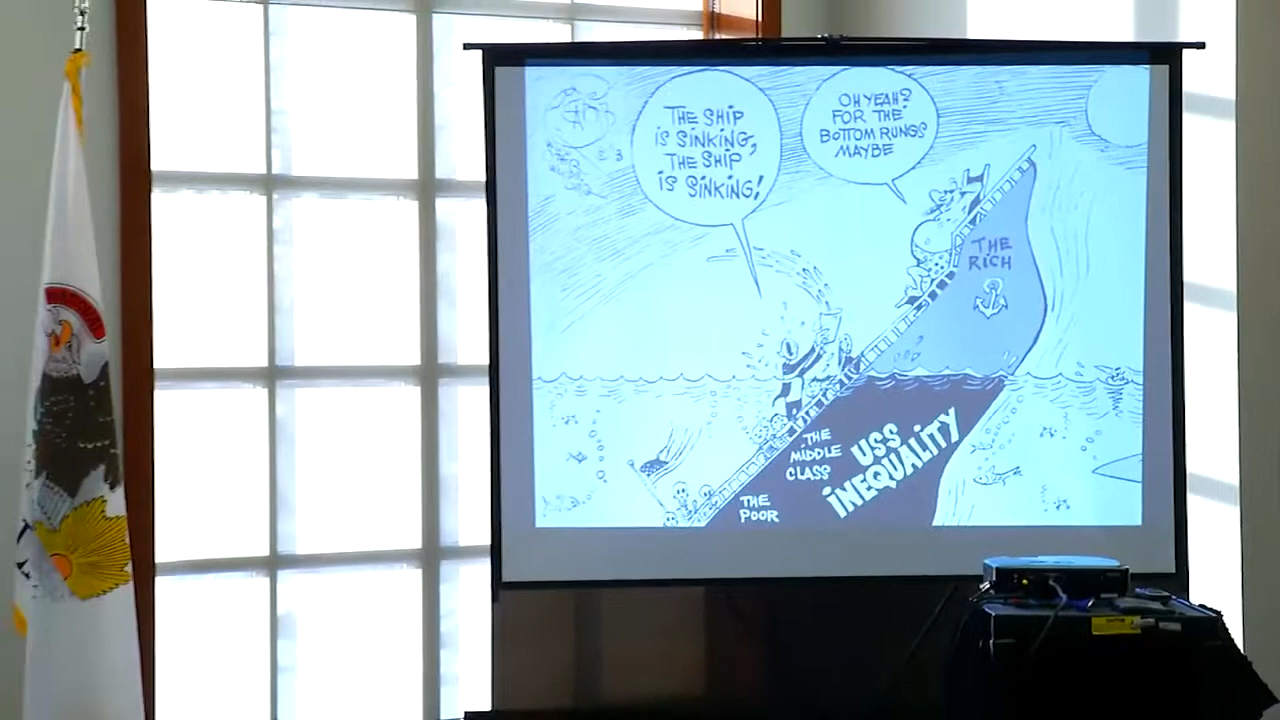 THE SHIP
IS SINKING,
THE SHIP
IS SINKING!
OH YEAH?
FOR THE
BOTTOM RUNGS
MAYBE
THE
RICH
THE
MIDDLE
CLASS
USS
INEQUALITY
THE
POOR